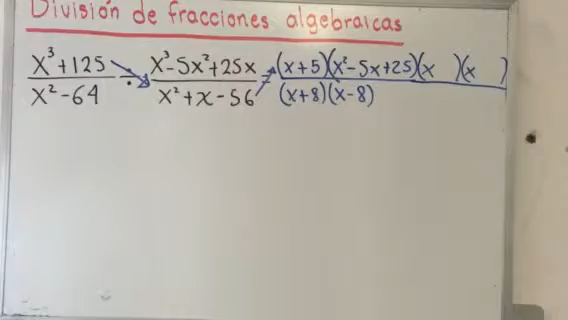 División de fracciones algebraicas
x³+125 / x²-64 ÷ x³-5x²+25x / x²+x-56 = (x+5)(x²-5x+25)(x )(x ) / (x+8)(x-8)